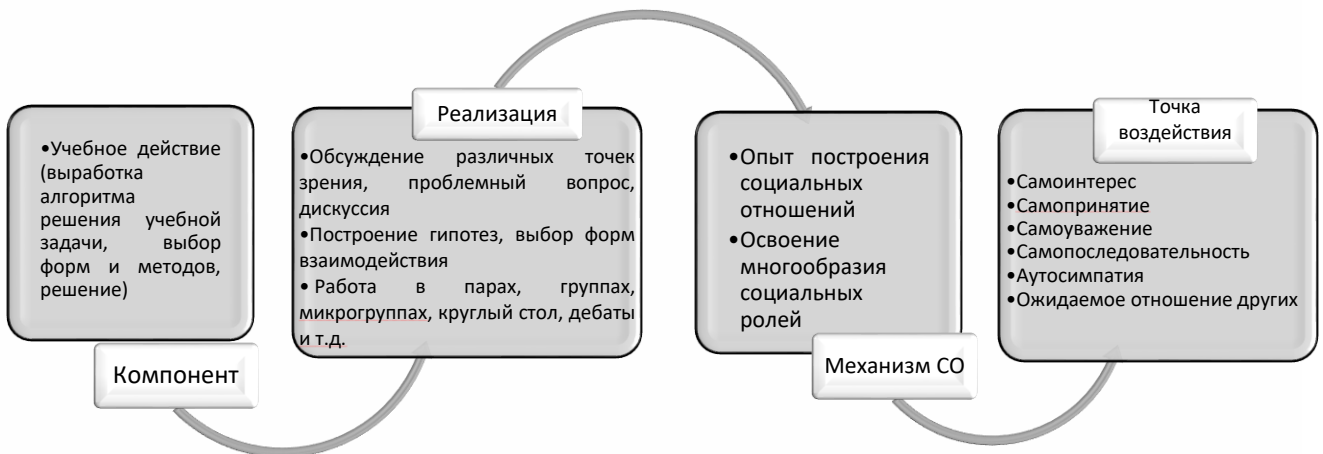 •Учебное действие
(выработка
алгоритма
решения учебной
задачи, выбор
форм и методов,
решение)
Компонент
Реализация
•Обсуждение различных точек
зрения, проблемный вопрос,
дискуссия
•Построение гипотез, выбор форм
взаимодействия
• Работа в парах, группах,
микрогруппах, круглый стол, дебаты
и т.д.
•Опыт построения
социальных
отношений
•Освоение
многообразия
социальных
ролей
Механизм СО
Точка
воздействия
•Самоинтерес
•Самопринятие
•Самоуважение
•Самопоследовательность
•Аутосимпатия
•Ожидаемое отношение других